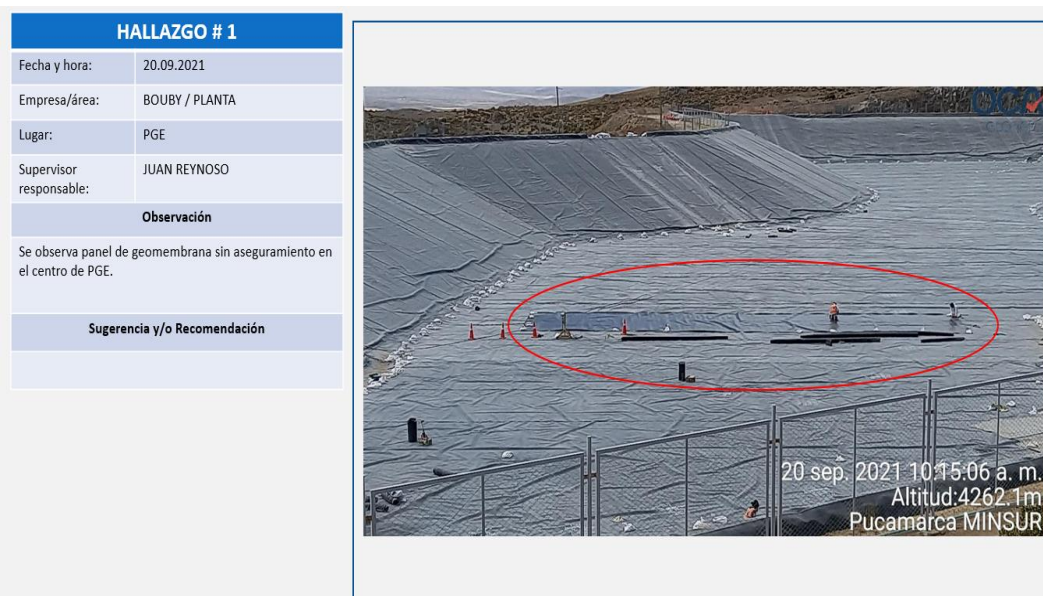 HALLAZGO # 1
Fecha y hora: 20.09.2021
Empresa/área: BOUBY / PLANTA
Lugar: PGE
Supervisor responsable: JUAN REYNOSO
Observación
Se observa panel de geomembrana sin aseguramiento en
el centro de PGE.
Sugerencia y/o Recomendación
20 sep. 2021 10:15:06 a. m.
Altitud:4262.1m
Pucamarca MINSUR